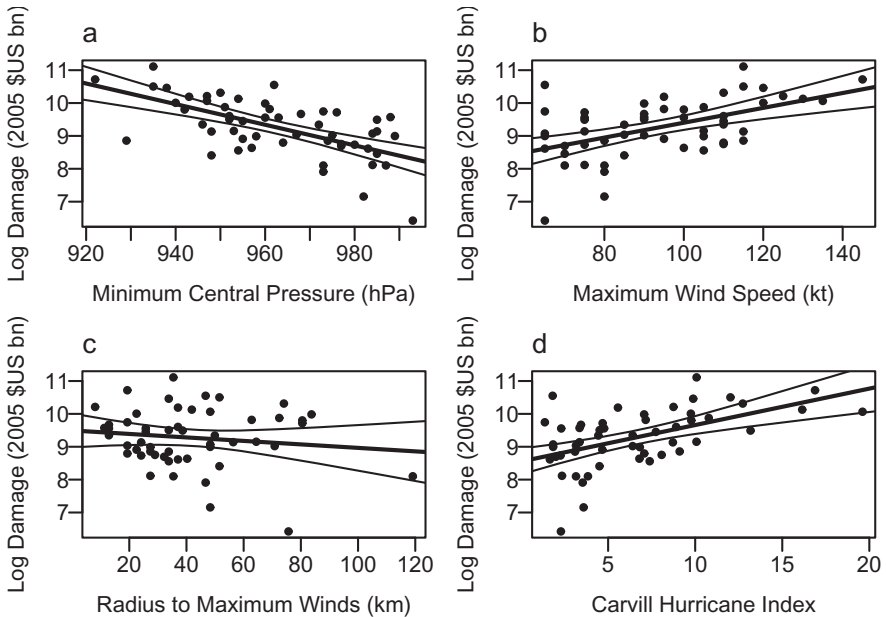 a
Log Damage (2005 $US bn)
11
10
9
8
7
920 940 960 980
Minimum Central Pressure (hPa)
b
Log Damage (2005 $US bn)
11
10
9
8
7
80 100 120 140
Maximum Wind Speed (kt)
c
Log Damage (2005 $US bn)
11
10
9
8
7
20 40 60 80 100 120
Radius to Maximum Winds (km)
d
Log Damage (2005 $US bn)
11
10
9
8
7
5 10 15 20
Carvill Hurricane Index